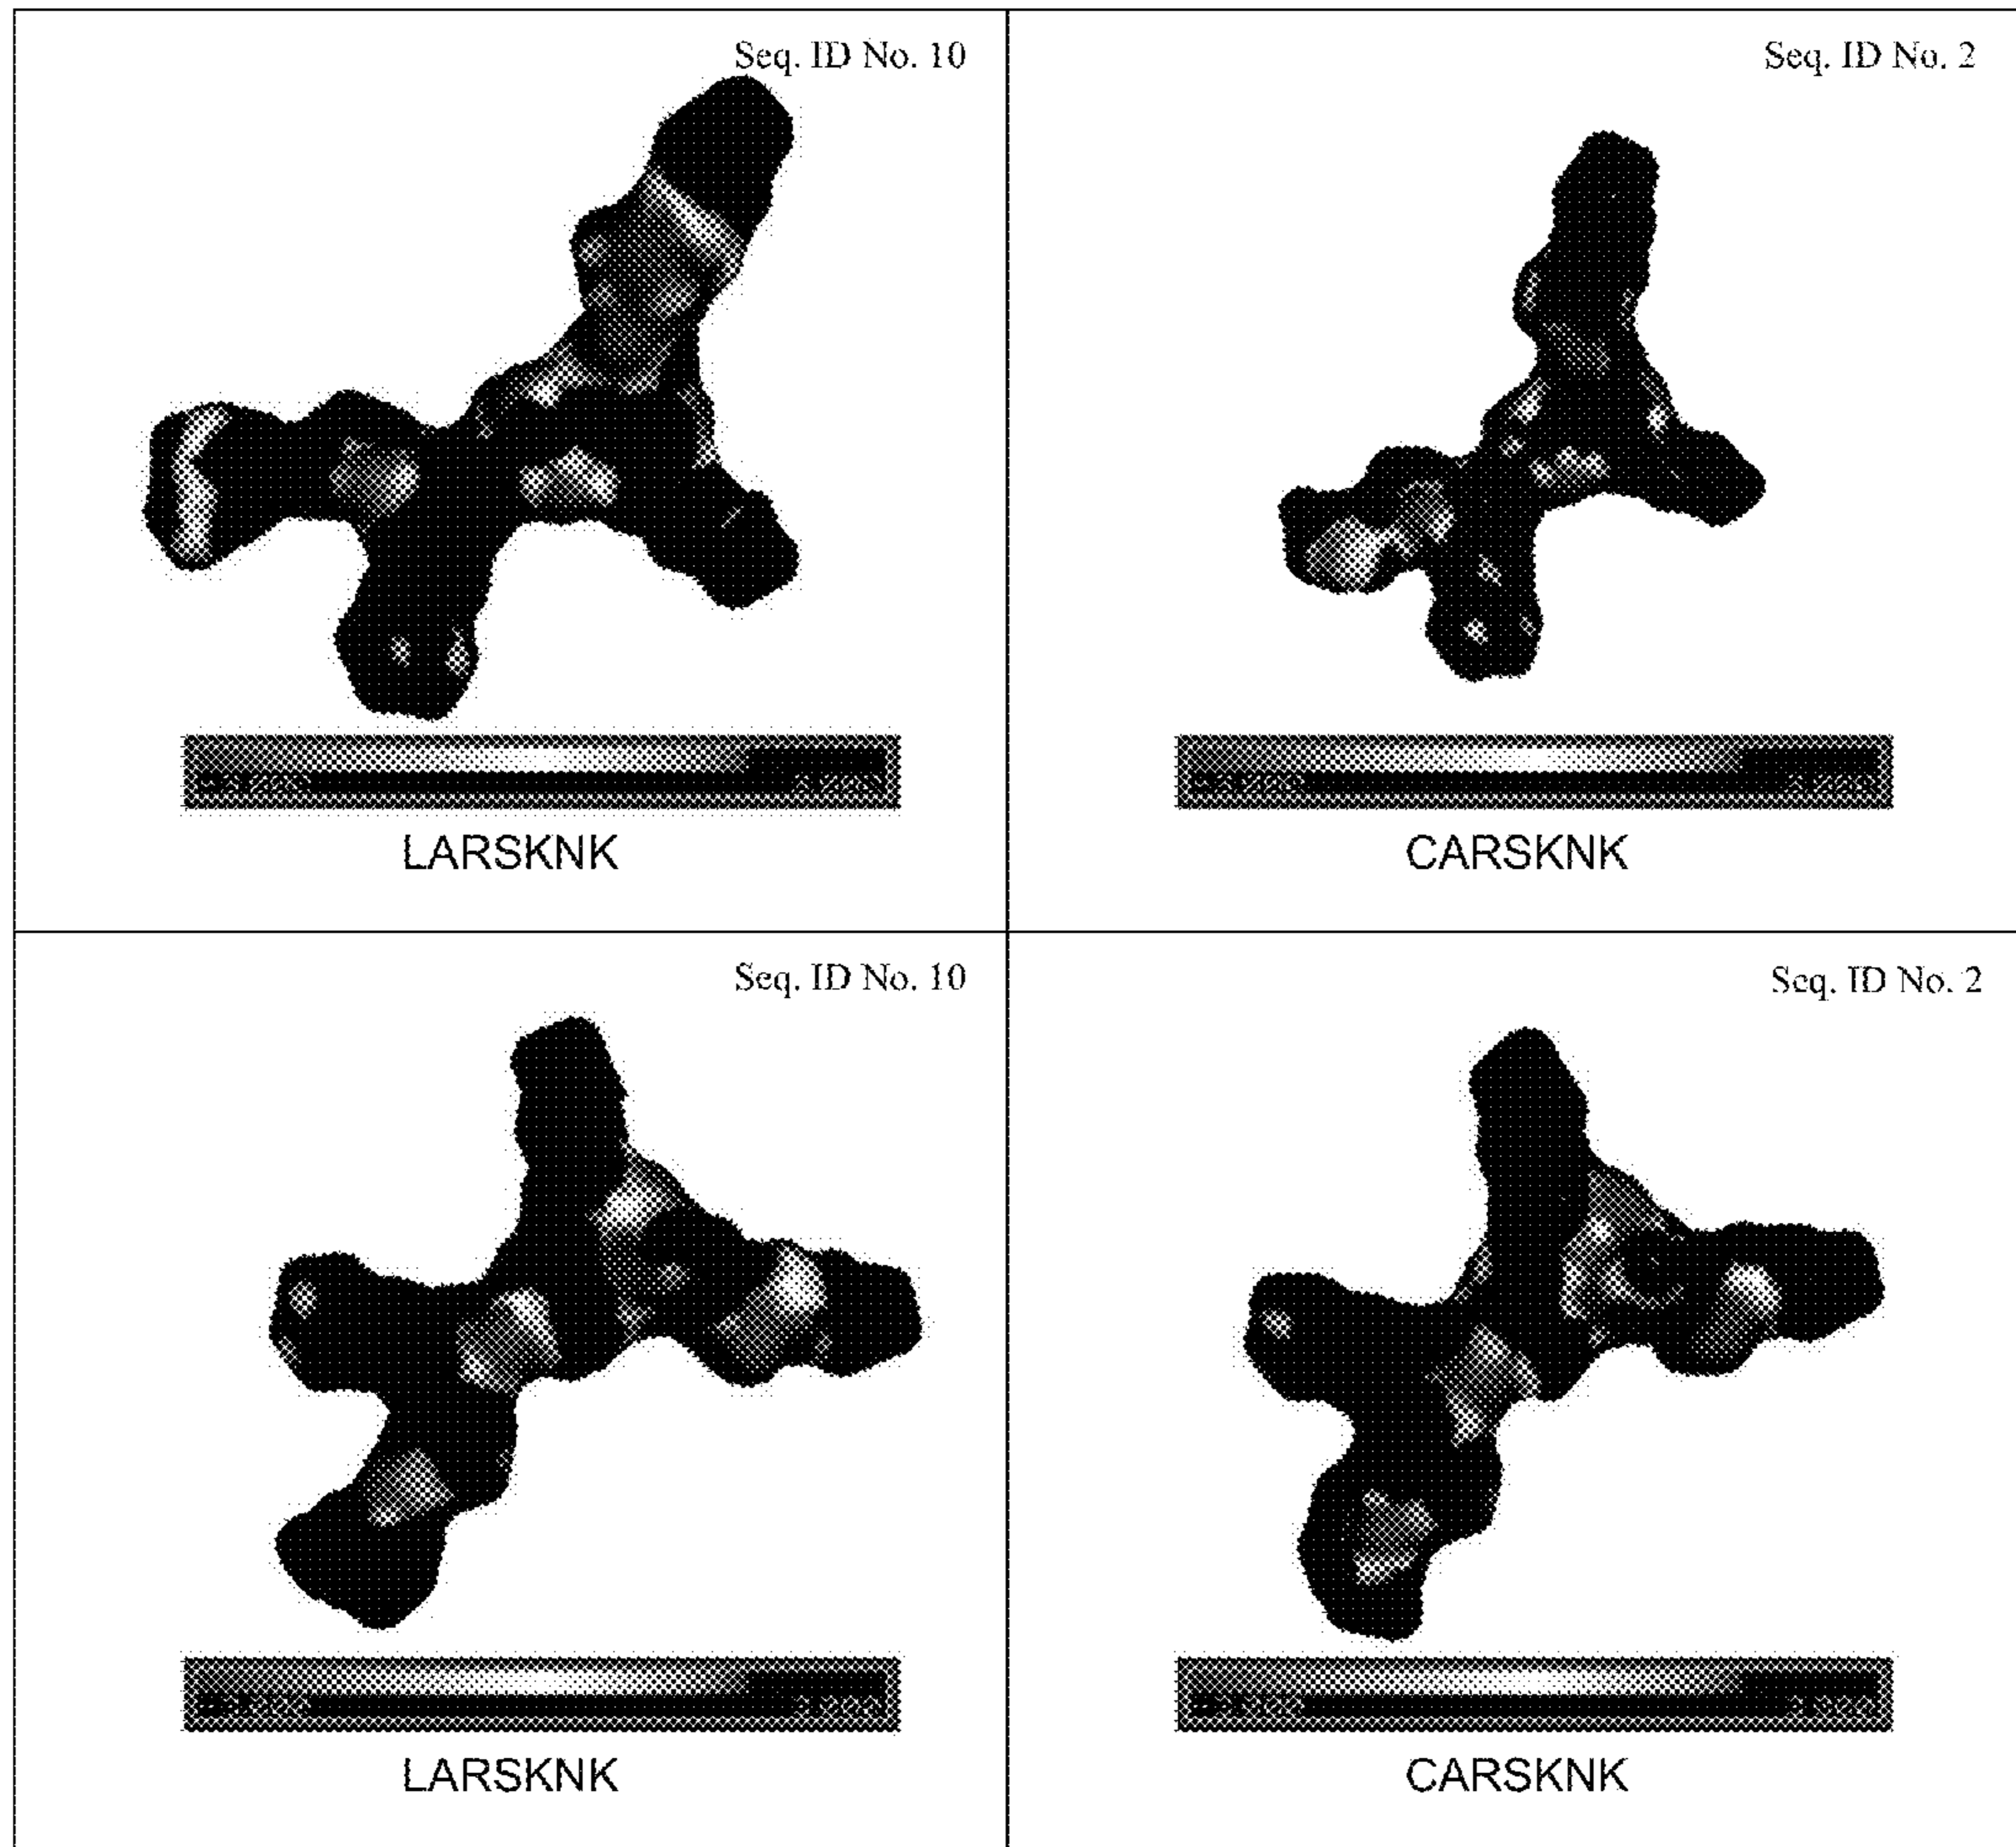 Seq. ID No. 10
Seq. ID No. 2
LARSKNK
CARSKNK
Seq. ID No. 10
Seq. ID No. 2
LARSKNK
CARSKNK